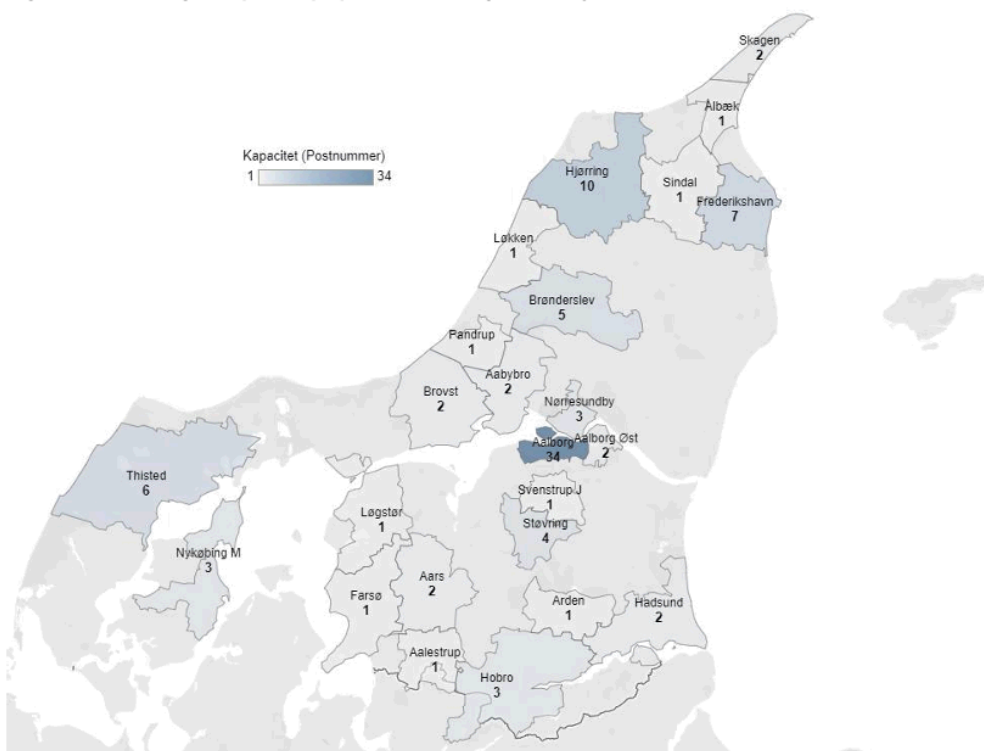 Skagen
2
Ålbæk
1
Kapacitet (Postnummer)
1 34
Hjørring
10
Sindal
1
Frederikshavn
7
Løkken
1
Brønderslev
5
Pandrup
1
Aabybro
2
Brovst
2
Nørresundby
3
Aalborg
34
Aalborg Øst
2
Thisted
6
Svenstrup J
1
Løgstør
1
Støvring
4
Nykøbing M
3
Aars
2
Farsø
1
Arden
1
Hadsund
2
Aalestrup
1
Hobro
3